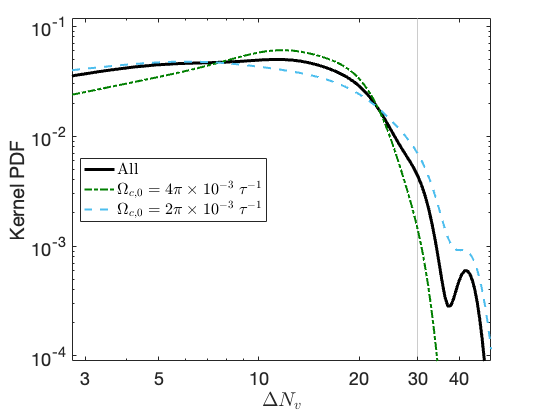 10⁻¹
10⁻²
10⁻³
10⁻⁴
Kernel PDF
All
Ω_{c,0} = 4π × 10⁻³ τ⁻¹
Ω_{c,0} = 2π × 10⁻³ τ⁻¹
3 5 10 20 30 40
ΔN_v